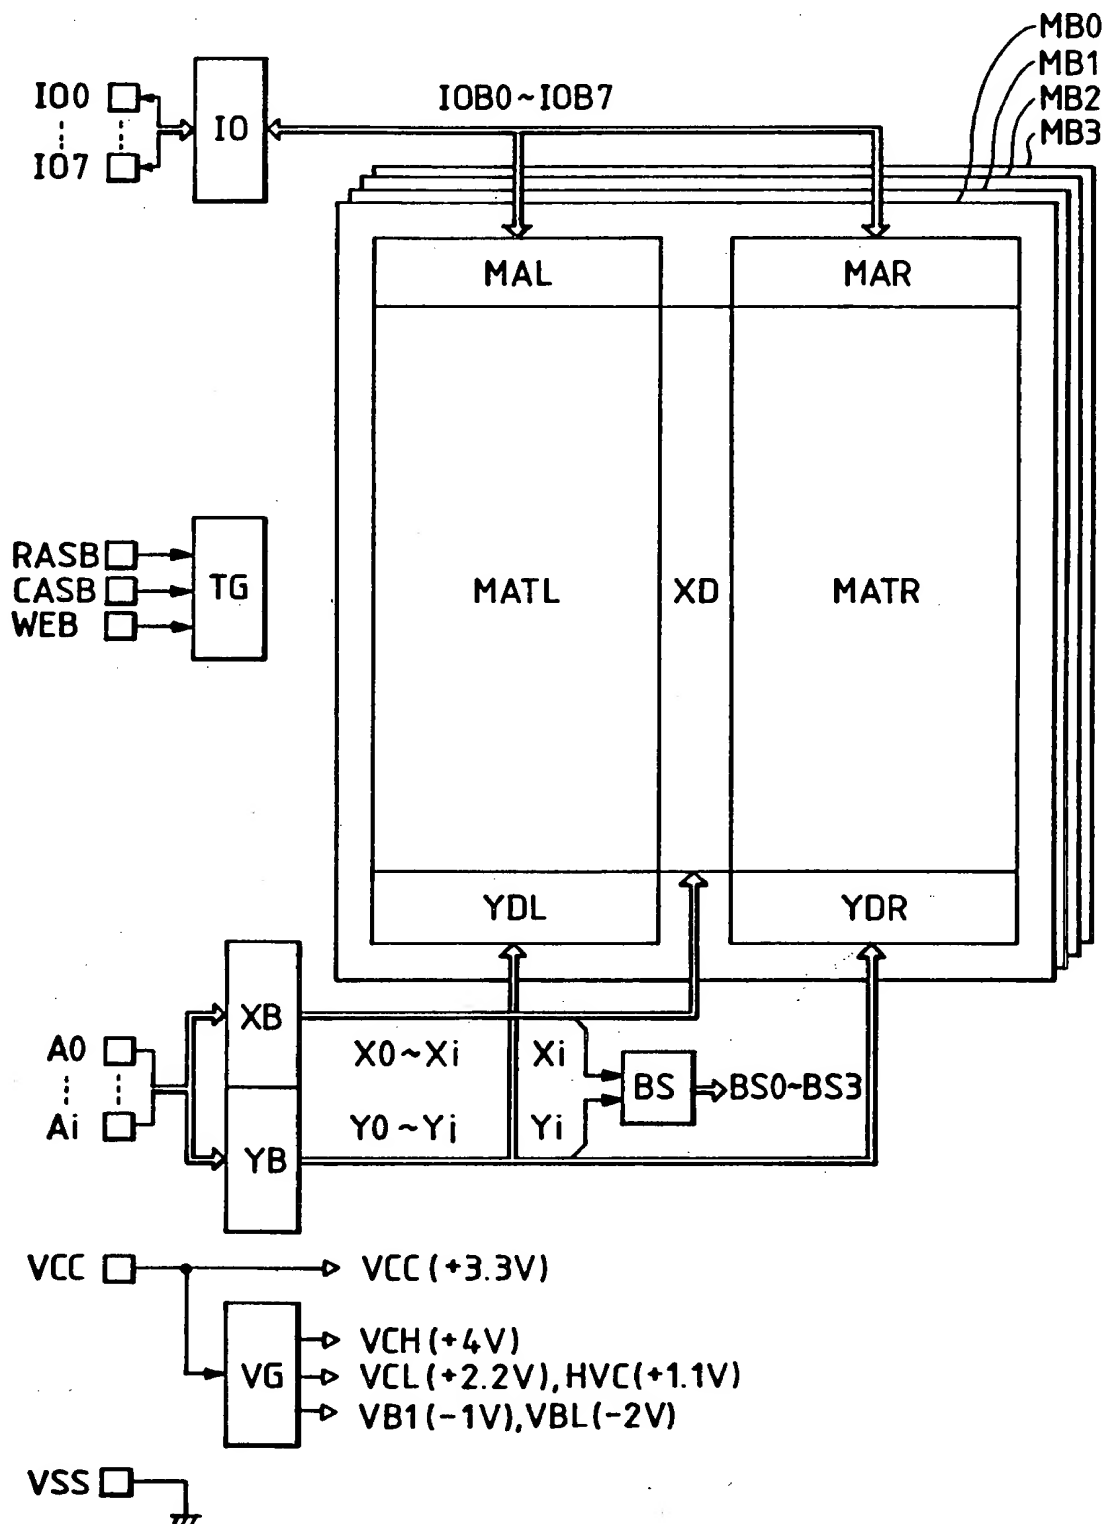 MB0
MB1
MB2
MB3
IO0
IO7
IO
IOB0~IOB7
MAL
MAR
RASB
CASB
WEB
TG
MATL
XD
MATR
YDL
YDR
A0
Ai
XB
YB
X0~Xi
Y0~Yi
Xi
Yi
BS
BS0~BS3
VCC
VCC(+3.3V)
VG
VCH(+4V)
VCL(+2.2V),HVC(+1.1V)
VB1(-1V),VBL(-2V)
VSS